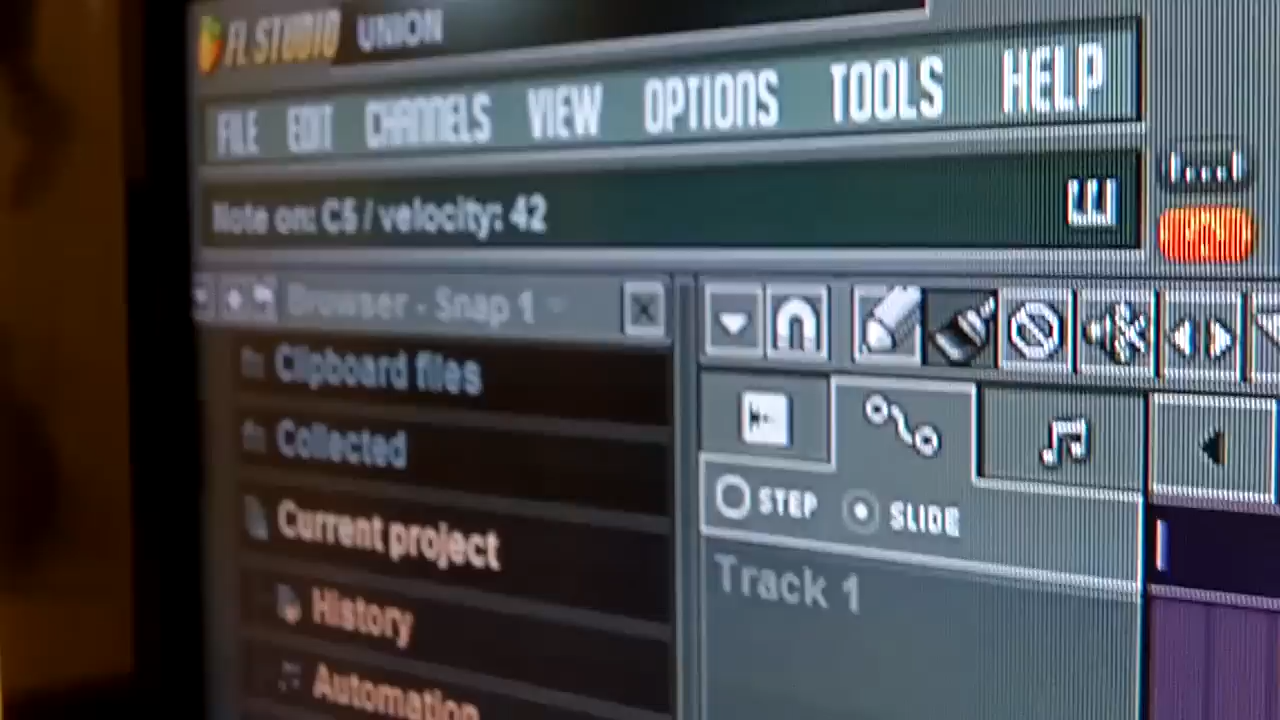 FL STUDIO UNION
FILE EDIT CHANNELS VIEW OPTIONS TOOLS HELP
Note on: C5 / velocity: 42
Browser - Snap 1
Clipboard files
Collected
Current project
History
Automation
STEP SLIDE
Track 1